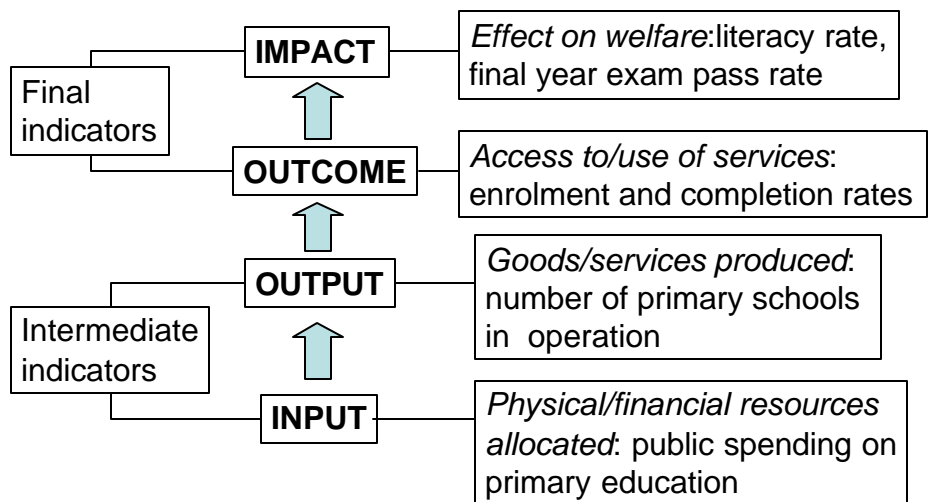 IMPACT
Effect on welfare:literacy rate,
final year exam pass rate
Final
indicators
OUTCOME
Access to/use of services:
enrolment and completion rates
OUTPUT
Goods/services produced:
number of primary schools
in operation
Intermediate
indicators
INPUT
Physical/financial resources
allocated: public spending on
primary education